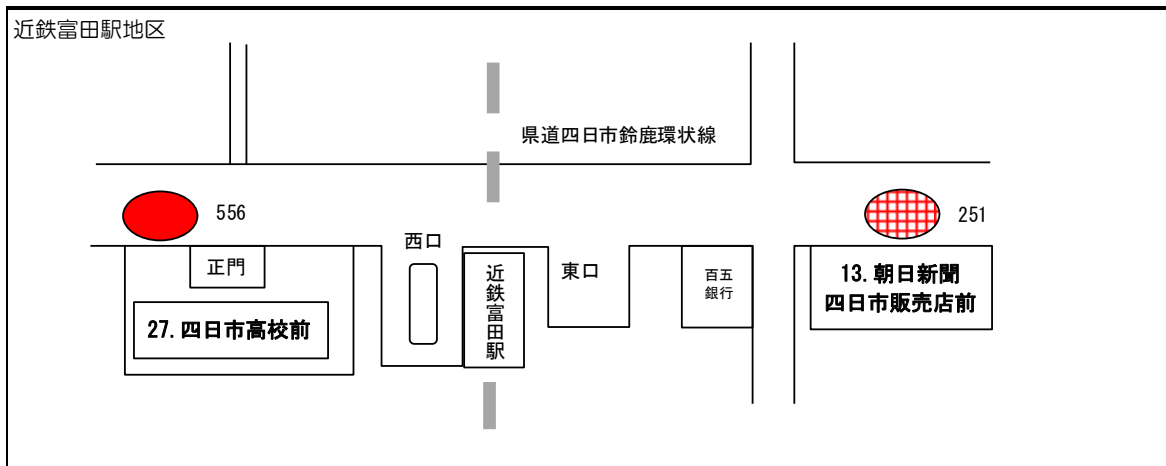 近鉄富田駅地区
県道四日市鈴鹿環状線
556
251
西口
正門
近鉄富田駅
東口
百五
銀行
13. 朝日新聞
四日市販売店前
27. 四日市高校前